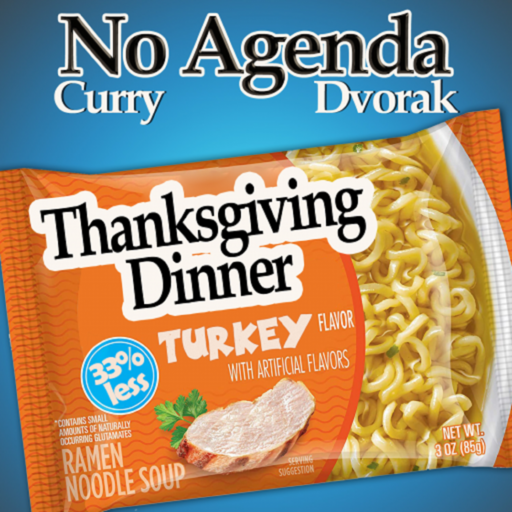 No Agenda
Curry Dvorak
Thanksgiving
Dinner
TURKEY FLAVOR
WITH ARTIFICIAL FLAVORS
33%
less
*CONTAINS SMALL
AMOUNTS OF NATURALLY
OCCURRING GLUTAMATES
RAMEN
NOODLE SOUP
SERVING
SUGGESTION
NET WT.
3 OZ (85g)